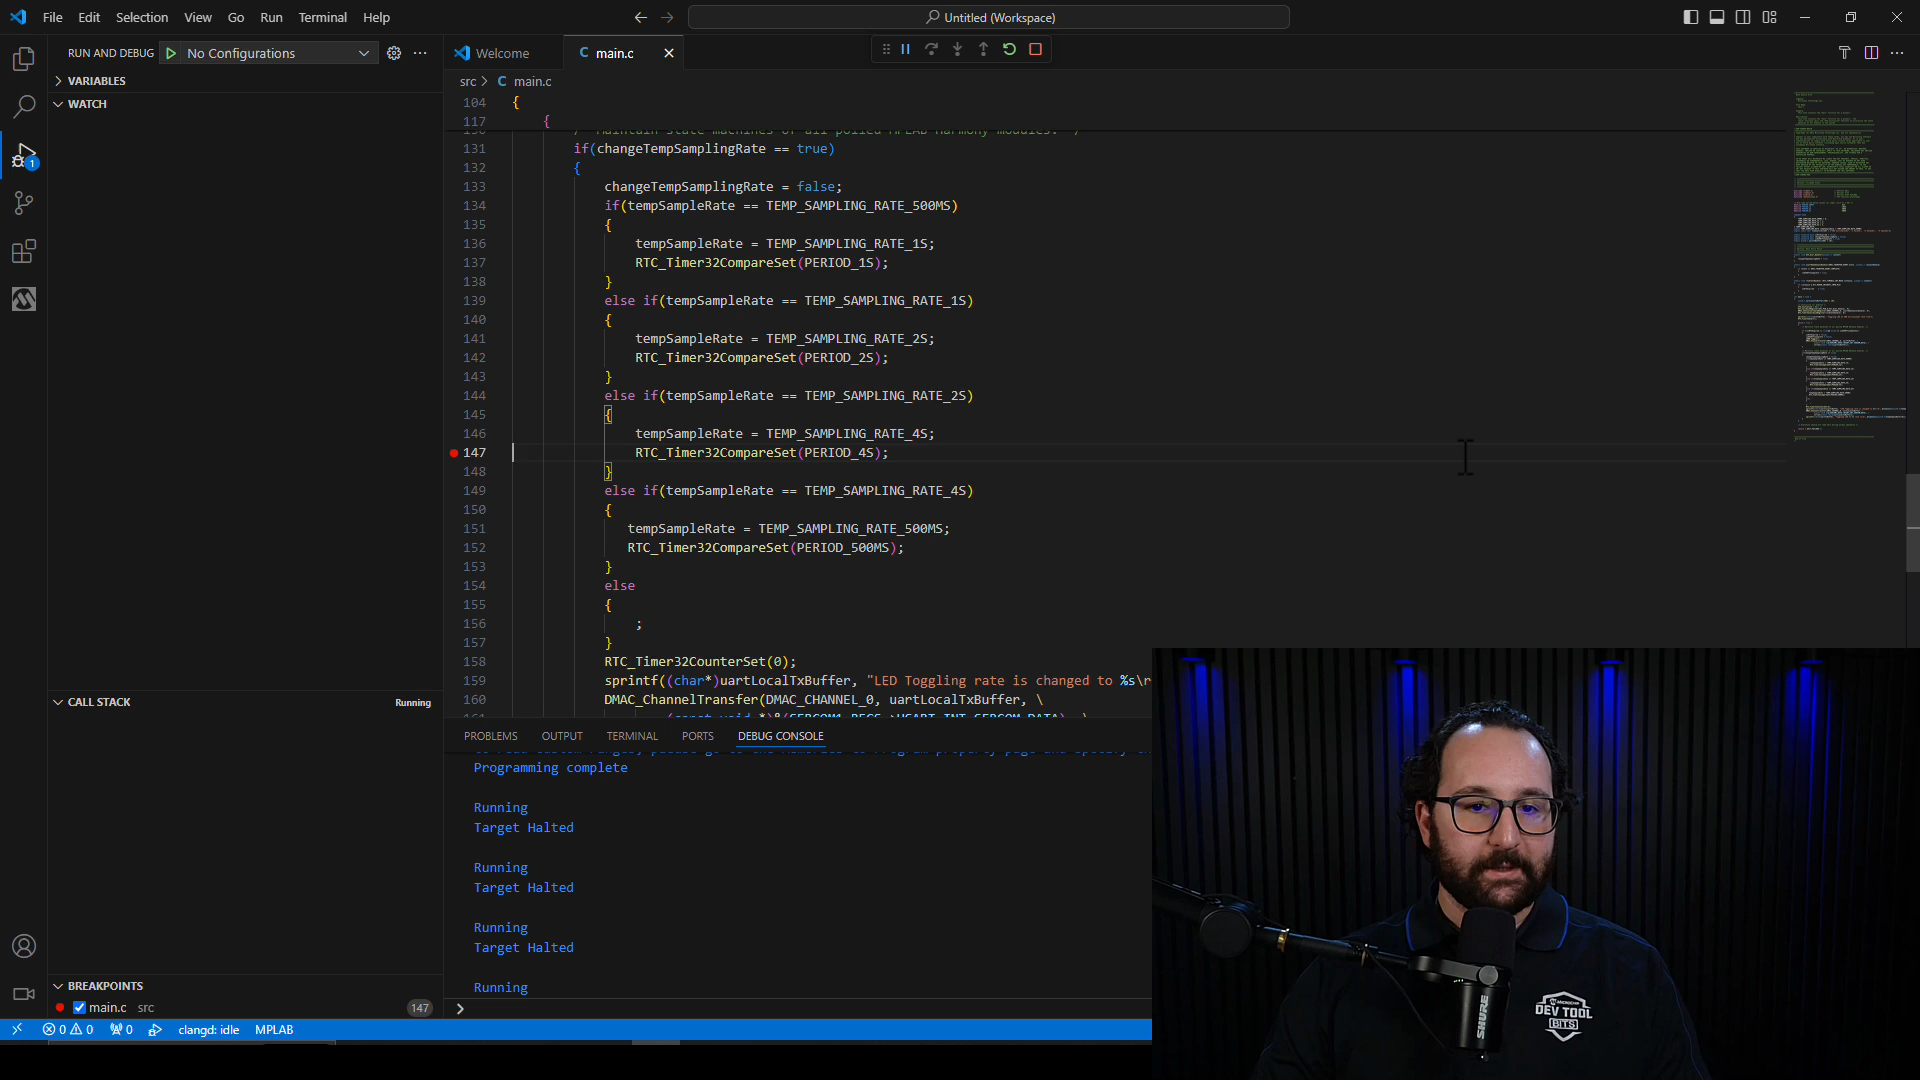 File Edit Selection View Go Run Terminal Help
Untitled (Workspace)
RUN AND DEBUG No Configurations
Welcome
C main.c
VARIABLES
WATCH
src > C main.c
104 {
117 {
131 if(changeTempSamplingRate == true)
132 {
133 changeTempSamplingRate = false;
134 if(tempSampleRate == TEMP_SAMPLING_RATE_500MS)
135 {
136 tempSampleRate = TEMP_SAMPLING_RATE_1S;
137 RTC_Timer32CompareSet(PERIOD_1S);
138 }
139 else if(tempSampleRate == TEMP_SAMPLING_RATE_1S)
140 {
141 tempSampleRate = TEMP_SAMPLING_RATE_2S;
142 RTC_Timer32CompareSet(PERIOD_2S);
143 }
144 else if(tempSampleRate == TEMP_SAMPLING_RATE_2S)
145 {
146 tempSampleRate = TEMP_SAMPLING_RATE_4S;
147 RTC_Timer32CompareSet(PERIOD_4S);
148 }
149 else if(tempSampleRate == TEMP_SAMPLING_RATE_4S)
150 {
151 tempSampleRate = TEMP_SAMPLING_RATE_500MS;
152 RTC_Timer32CompareSet(PERIOD_500MS);
153 }
154 else
155 {
156 ;
157 }
158 RTC_Timer32CounterSet(0);
159 sprintf((char*)uartLocalTxBuffer, "LED Toggling rate is changed to %s\r
160 DMAC_ChannelTransfer(DMAC_CHANNEL_0, uartLocalTxBuffer, \
CALL STACK Running
PROBLEMS OUTPUT TERMINAL PORTS DEBUG CONSOLE
Programming complete
Running
Target Halted
Running
Target Halted
Running
Target Halted
Running
>
BREAKPOINTS
main.c src 147
1
0 0 0 clangd: idle MPLAB
SHURE
MICROCHIP
DEV TOOL
BITS